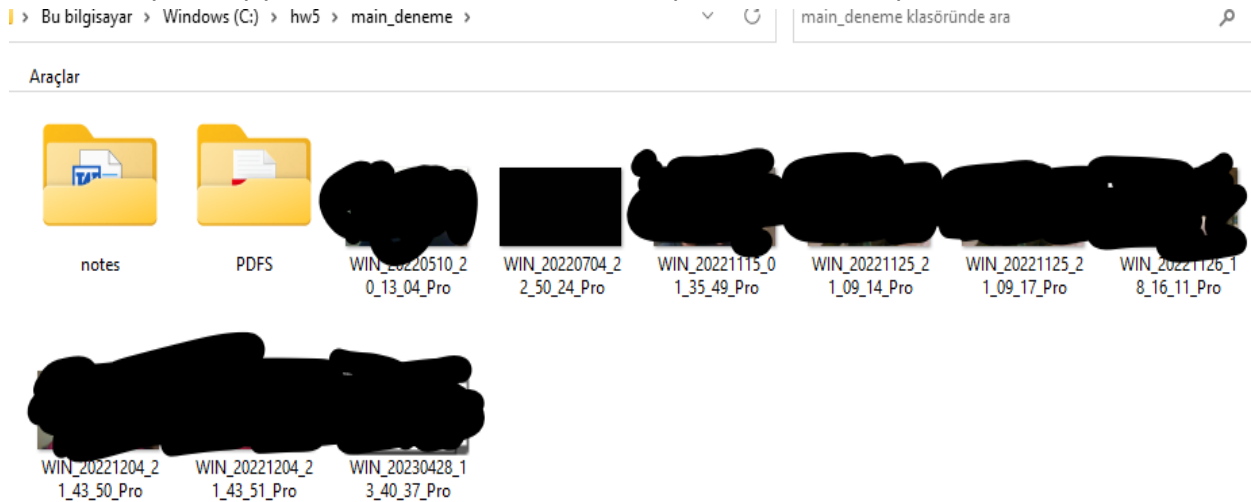 Bu bilgisayar > Windows (C:) > hw5 > main_deneme >
main_deneme klasöründe ara
Araçlar
notes
PDFS
WIN_20220510_2
0_13_04_Pro
WIN_20220704_2
2_50_24_Pro
WIN_20221115_0
1_35_49_Pro
WIN_20221125_2
1_09_14_Pro
WIN_20221125_2
1_09_17_Pro
WIN_20221126_1
8_16_11_Pro
WIN_20221204_2
1_43_50_Pro
WIN_20221204_2
1_43_51_Pro
WIN_20230428_1
3_40_37_Pro